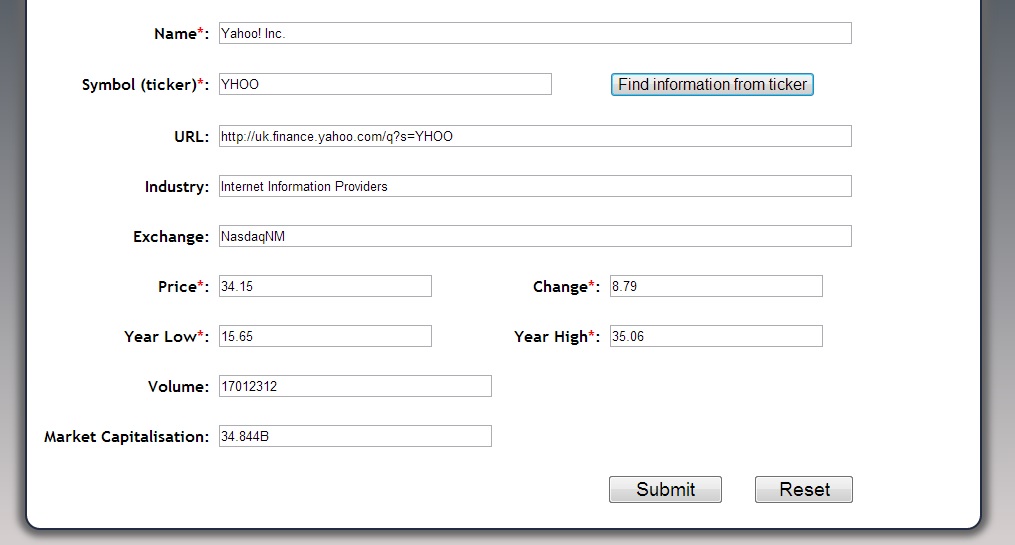 Name*: Yahoo! Inc.
Symbol (ticker)*: YHOO Find information from ticker
URL: http://uk.finance.yahoo.com/q?s=YHOO
Industry: Internet Information Providers
Exchange: NasdaqNM
Price*: 34.15 Change*: 8.79
Year Low*: 15.65 Year High*: 35.06
Volume: 17012312
Market Capitalisation: 34.844B
Submit Reset